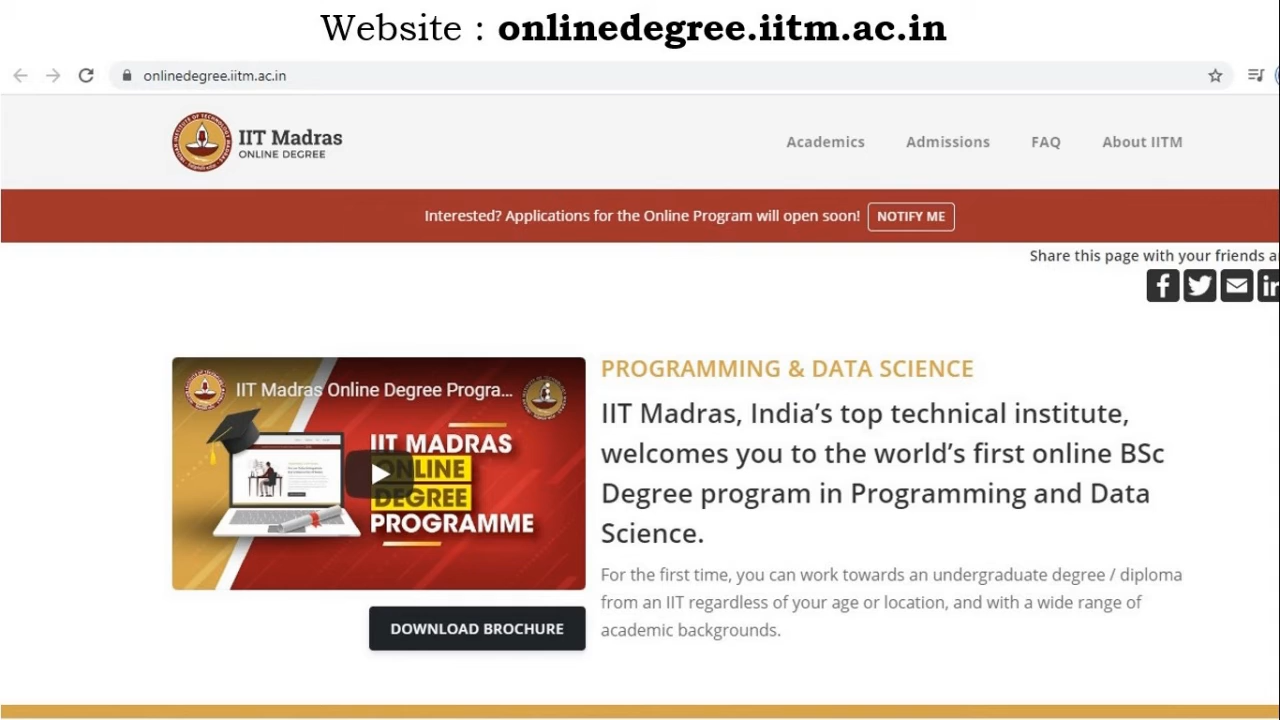 Website : onlinedegree.iitm.ac.in
onlinedegree.iitm.ac.in
IIT Madras
ONLINE DEGREE
Academics
Admissions
FAQ
About IITM
Interested? Applications for the Online Program will open soon!
NOTIFY ME
Share this page with your friends
IIT Madras Online Degree Progra...
IIT MADRAS
ONLINE
DEGREE
PROGRAMME
DOWNLOAD BROCHURE
PROGRAMMING & DATA SCIENCE
IIT Madras, India’s top technical institute,
welcomes you to the world’s first online BSc
Degree program in Programming and Data
Science.
For the first time, you can work towards an undergraduate degree / diploma
from an IIT regardless of your age or location, and with a wide range of
academic backgrounds.